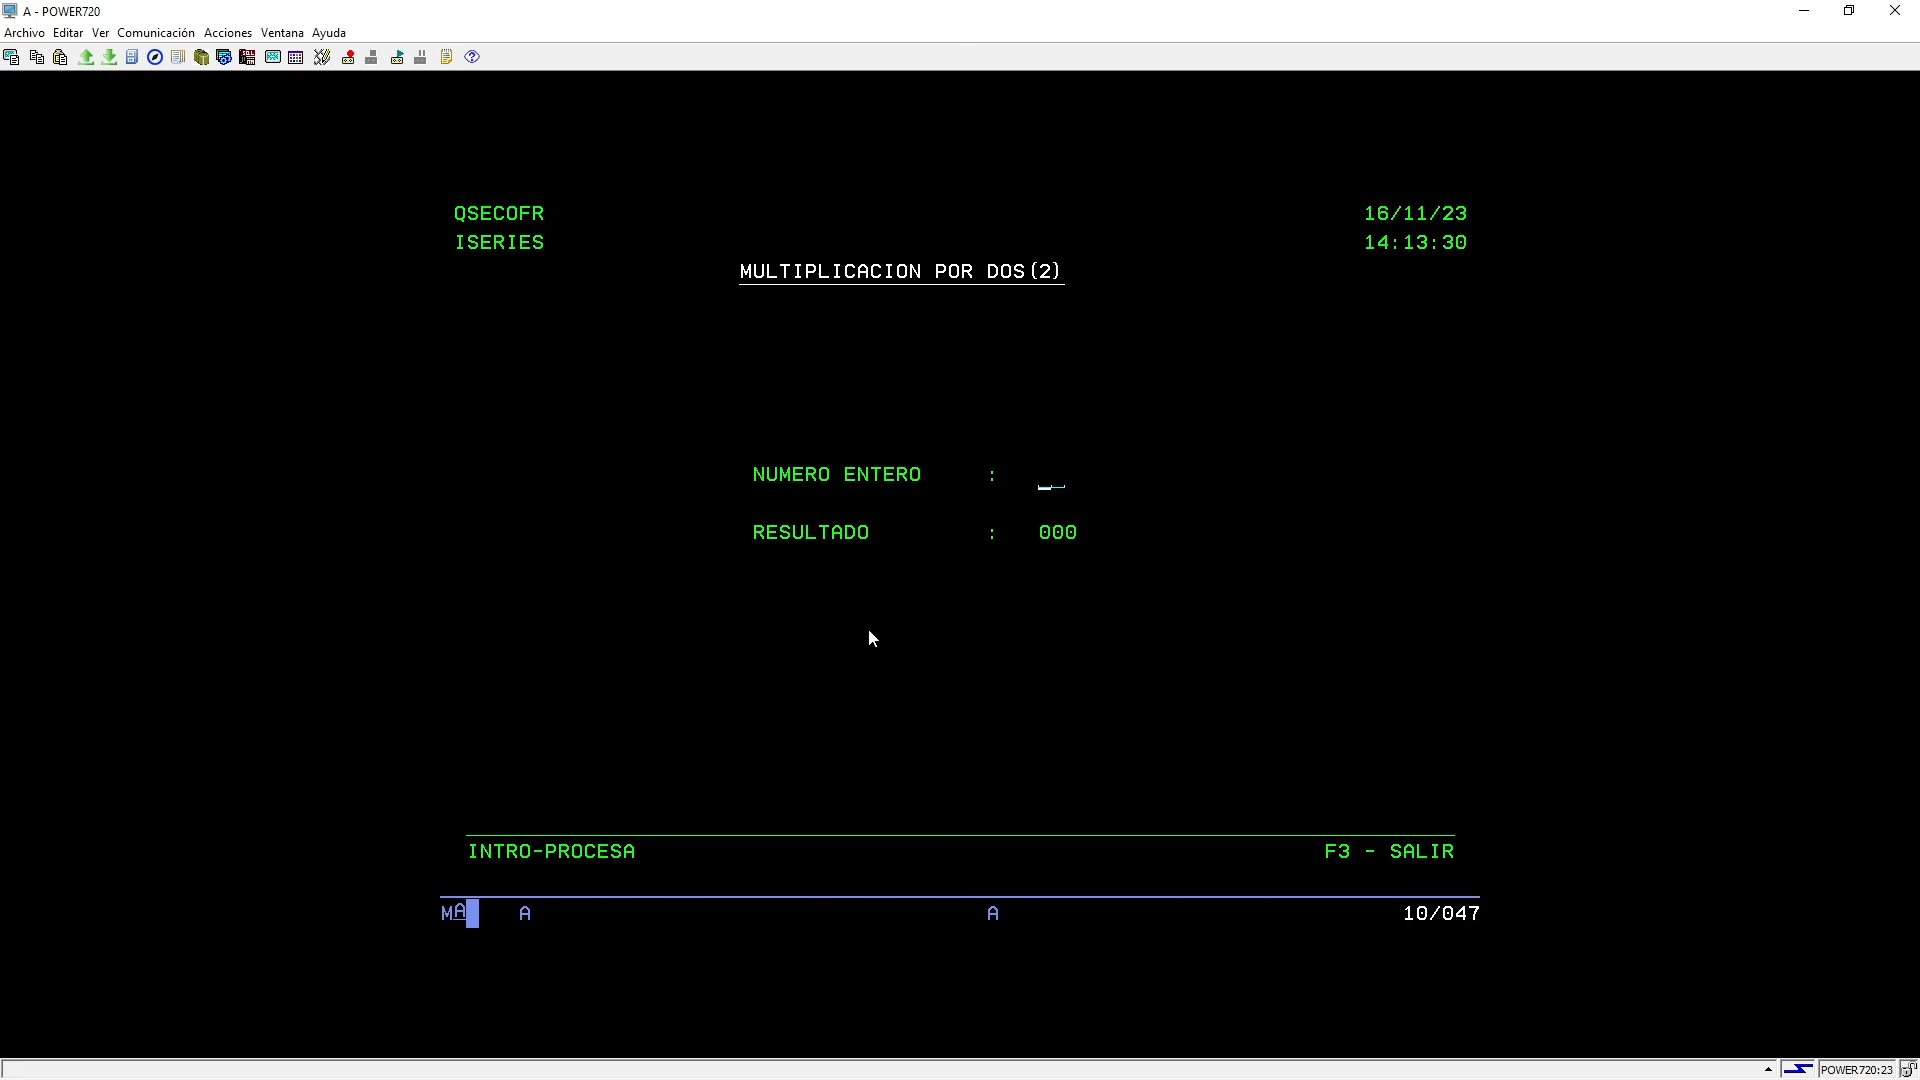 A - POWER720
Archivo Editar Ver Comunicación Acciones Ventana Ayuda
QSECOFR 16/11/23
ISERIES 14:13:30
MULTIPLICACION POR DOS(2)
NUMERO ENTERO :
RESULTADO : 000
INTRO-PROCESA F3 - SALIR
MA A A 10/047
POWER720:23